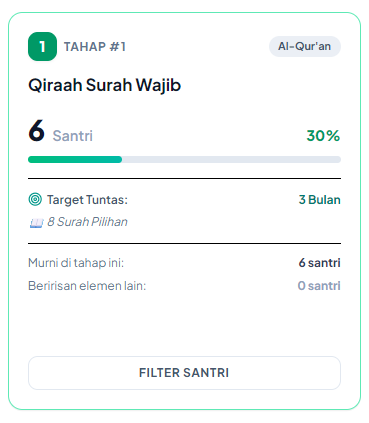 1 TAHAP #1 Al-Qur'an
Qiraah Surah Wajib
6 Santri 30%
Target Tuntas: 3 Bulan
8 Surah Pilihan
Murni di tahap ini: 6 santri
Beririsan elemen lain: 0 santri
FILTER SANTRI